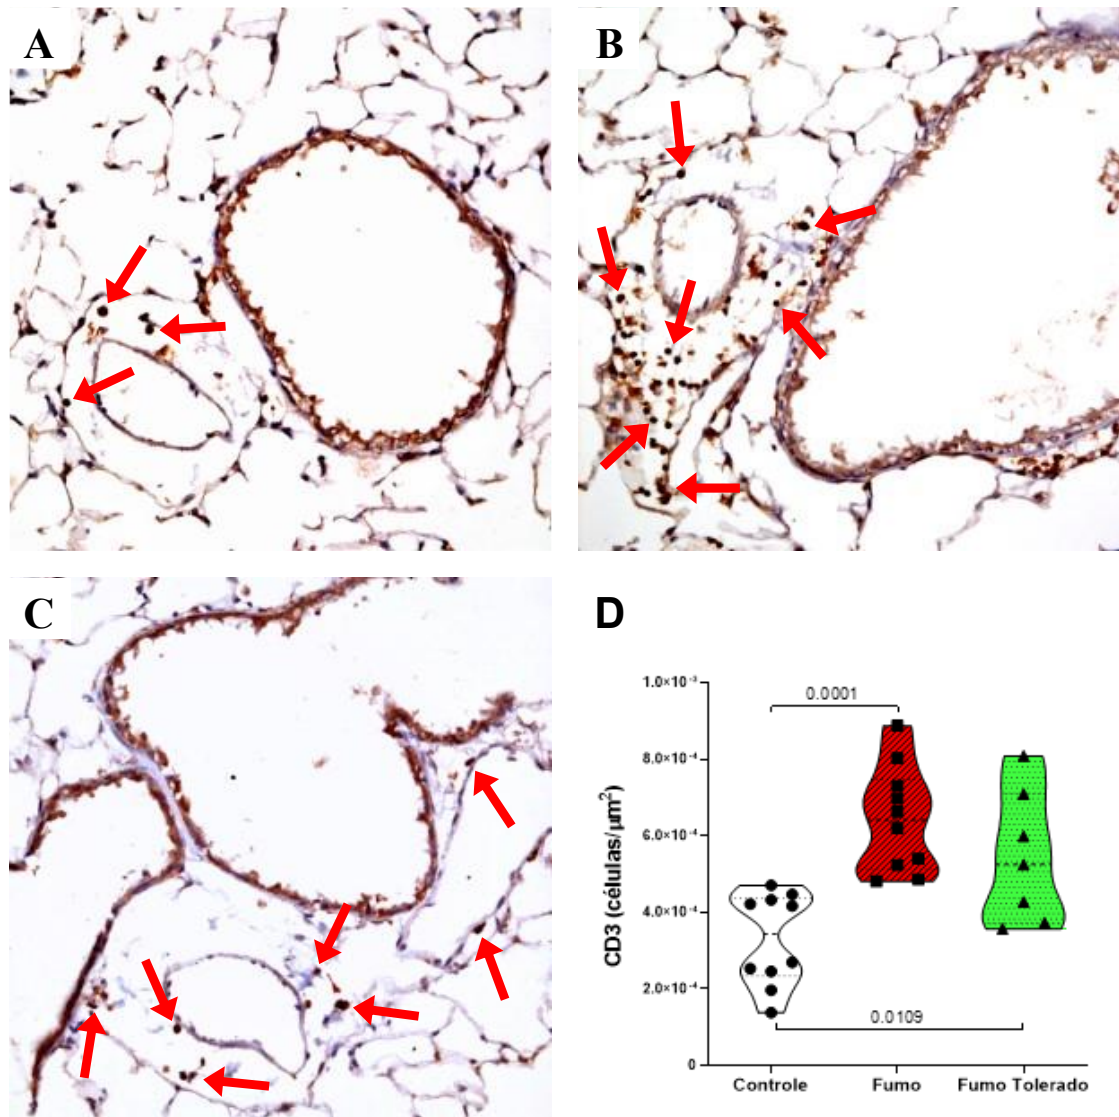 A
B
C
D
CD3 (células/µm²)
1.0×10⁻³
8.0×10⁻⁴
6.0×10⁻⁴
4.0×10⁻⁴
2.0×10⁻⁴
0
0.0001
0.0109
Controle
Fumo
Fumo Tolerado